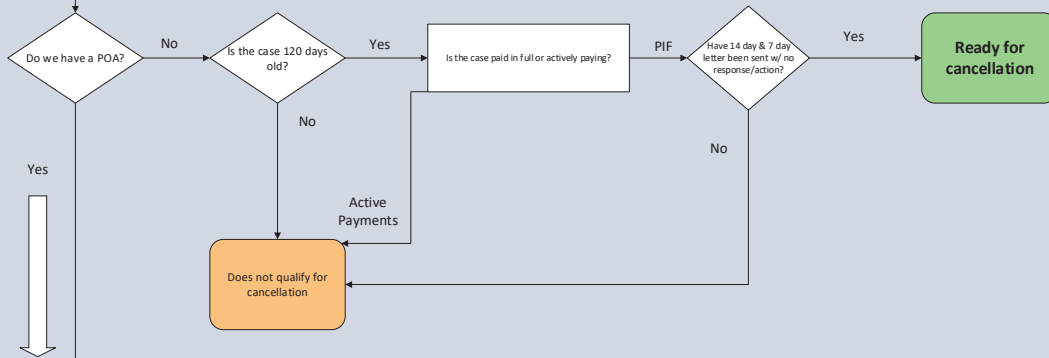 Do we have a POA?
No
Is the case 120 days
old?
Yes
Is the case paid in full or actively paying?
PIF
Have 14 day & 7 day
letter been sent w/ no
response/action?
Yes
Ready for
cancellation
No
No
Yes
Active
Payments
Does not qualify for
cancellation